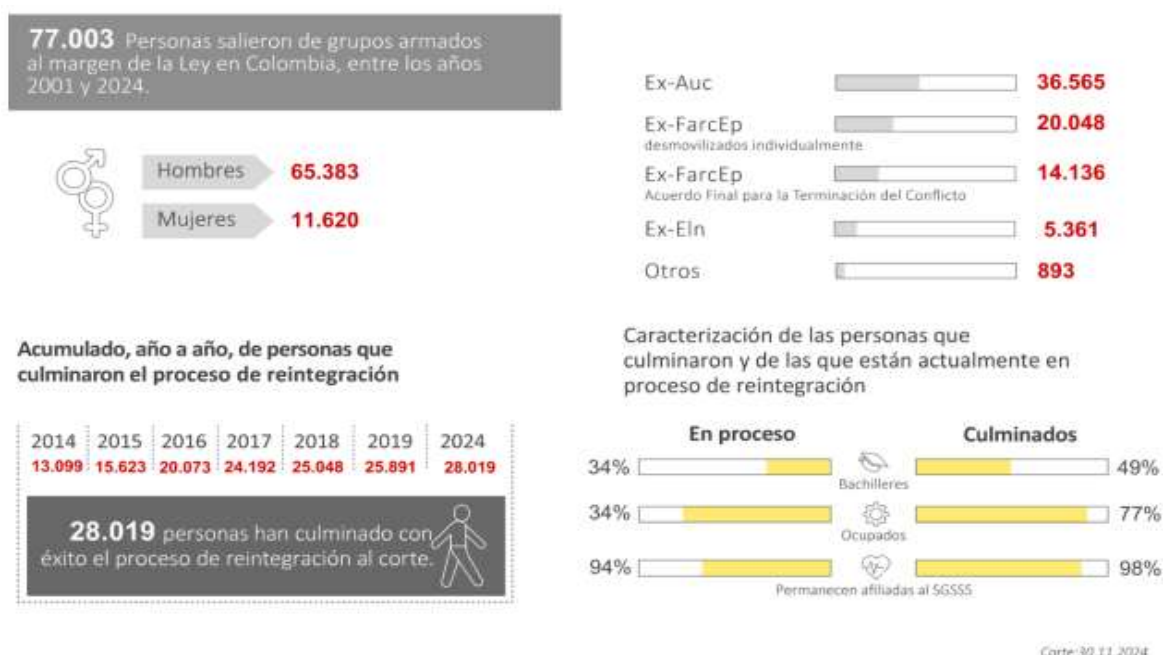 77.003 Personas salieron de grupos armados
al margen de la Ley en Colombia, entre los años
2001 y 2024.
Hombres 65.383
Mujeres 11.620
Ex-Auc 36.565
Ex-FarcEp 20.048
desmovilizados individualmente
Ex-FarcEp 14.136
Acuerdo Final para la Terminación del Conflicto
Ex-Eln 5.361
Otros 893
Acumulado, año a año, de personas que
culminaron el proceso de reintegración
2014 2015 2016 2017 2018 2019 2024
13.099 15.623 20.073 24.192 25.048 25.891 28.019
28.019 personas han culminado con
éxito el proceso de reintegración al corte.
Caracterización de las personas que
culminaron y de las que están actualmente en
proceso de reintegración
En proceso Culminados
34% 49%
Bachilleres
34% 77%
Ocupados
94% 98%
Permanecen afiliadas al SGSSS
Corte:30.11.2024